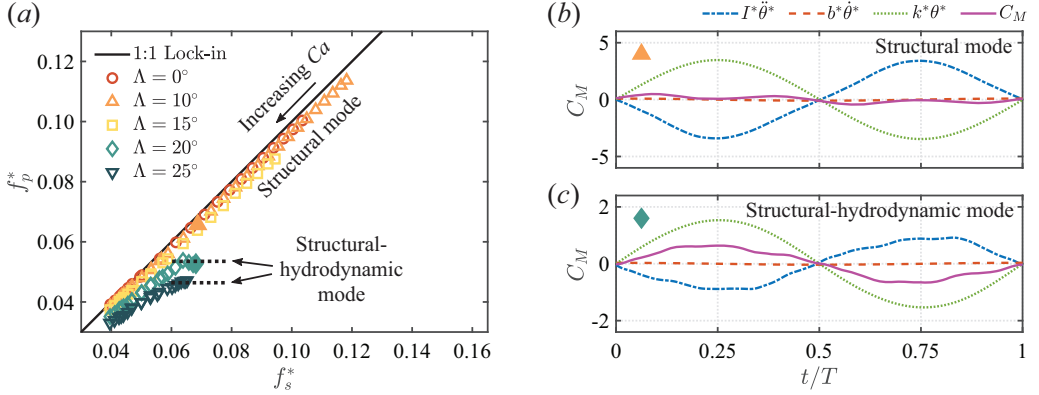 (a)
1:1 Lock-in
Λ = 0°
Λ = 10°
Λ = 15°
Λ = 20°
Λ = 25°
Increasing Ca
Structural mode
Structural-
hydrodynamic
mode
0.12
0.10
0.08
0.06
0.04
f*p
0.04 0.06 0.08 0.10 0.12 0.14 0.16
f*s
I*θ̈* b*θ̇* k*θ* C_M
(b)
Structural mode
5
0
-5
C_M
(c)
Structural-hydrodynamic mode
2
0
-2
C_M
0 0.25 0.5 0.75 1
t/T